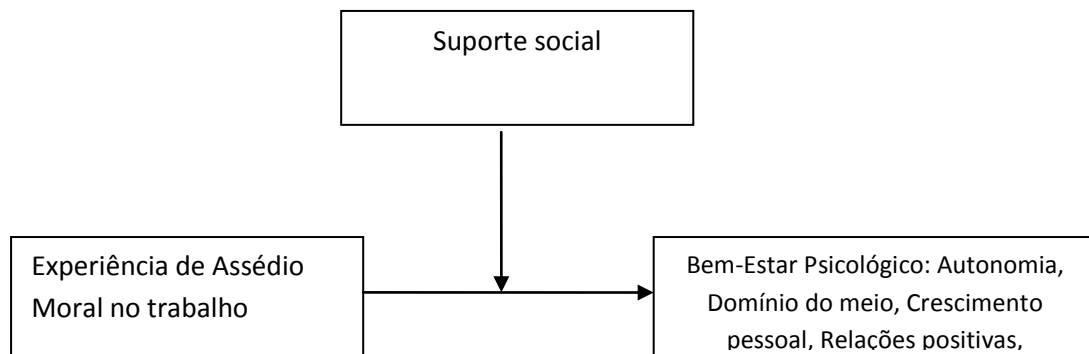 Suporte social
Experiência de Assédio
Moral no trabalho
Bem-Estar Psicológico: Autonomia,
Domínio do meio, Crescimento
pessoal, Relações positivas,